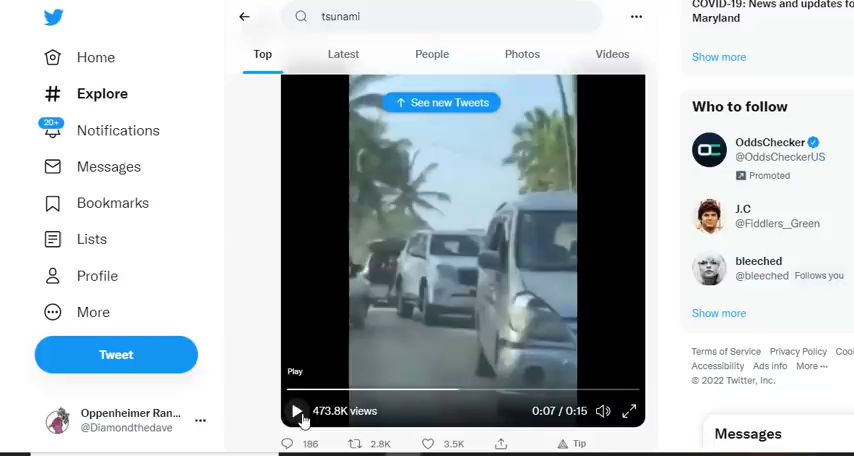 tsunami
Top
Latest
People
Photos
Videos
See new Tweets
Home
Explore
20+
Notifications
Messages
Bookmarks
Lists
Profile
More
Tweet
Oppenheimer Ran...
@Diamondthedave
Play
473.8K views
0:07 / 0:15
186
2.8K
3.5K
Tip
COVID-19: News and updates fo
Maryland
Show more
Who to follow
OddsChecker
@OddsCheckerUS
Promoted
J.C
@Fiddlers__Green
bleeched
@bleeched Follows you
Show more
Terms of Service Privacy Policy Coo
Accessibility Ads info More
© 2022 Twitter, Inc.
Messages